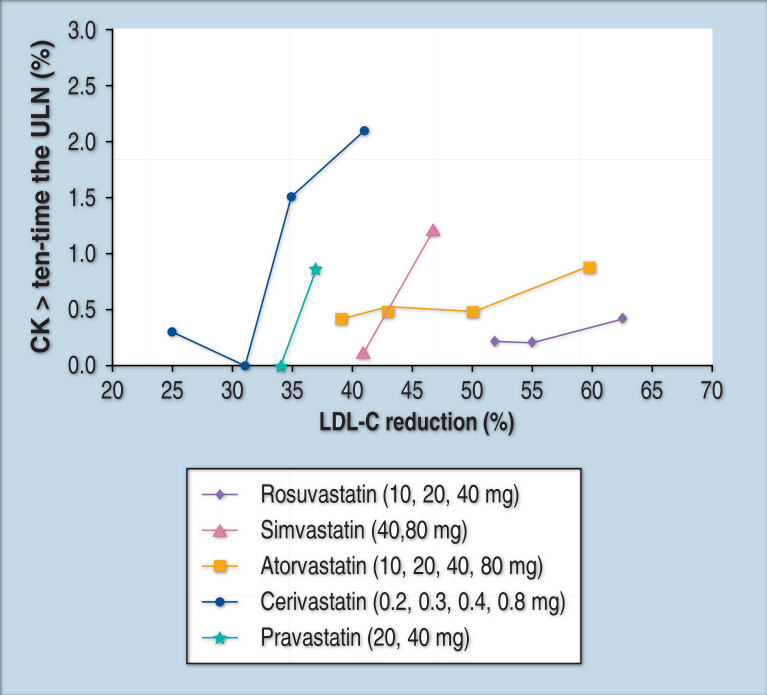 CK > ten-time the ULN (%)
3.0
2.5
2.0
1.5
1.0
0.5
0.0
20 25 30 35 40 45 50 55 60 65 70
LDL-C reduction (%)
Rosuvastatin (10, 20, 40 mg)
Simvastatin (40,80 mg)
Atorvastatin (10, 20, 40, 80 mg)
Cerivastatin (0.2, 0.3, 0.4, 0.8 mg)
Pravastatin (20, 40 mg)